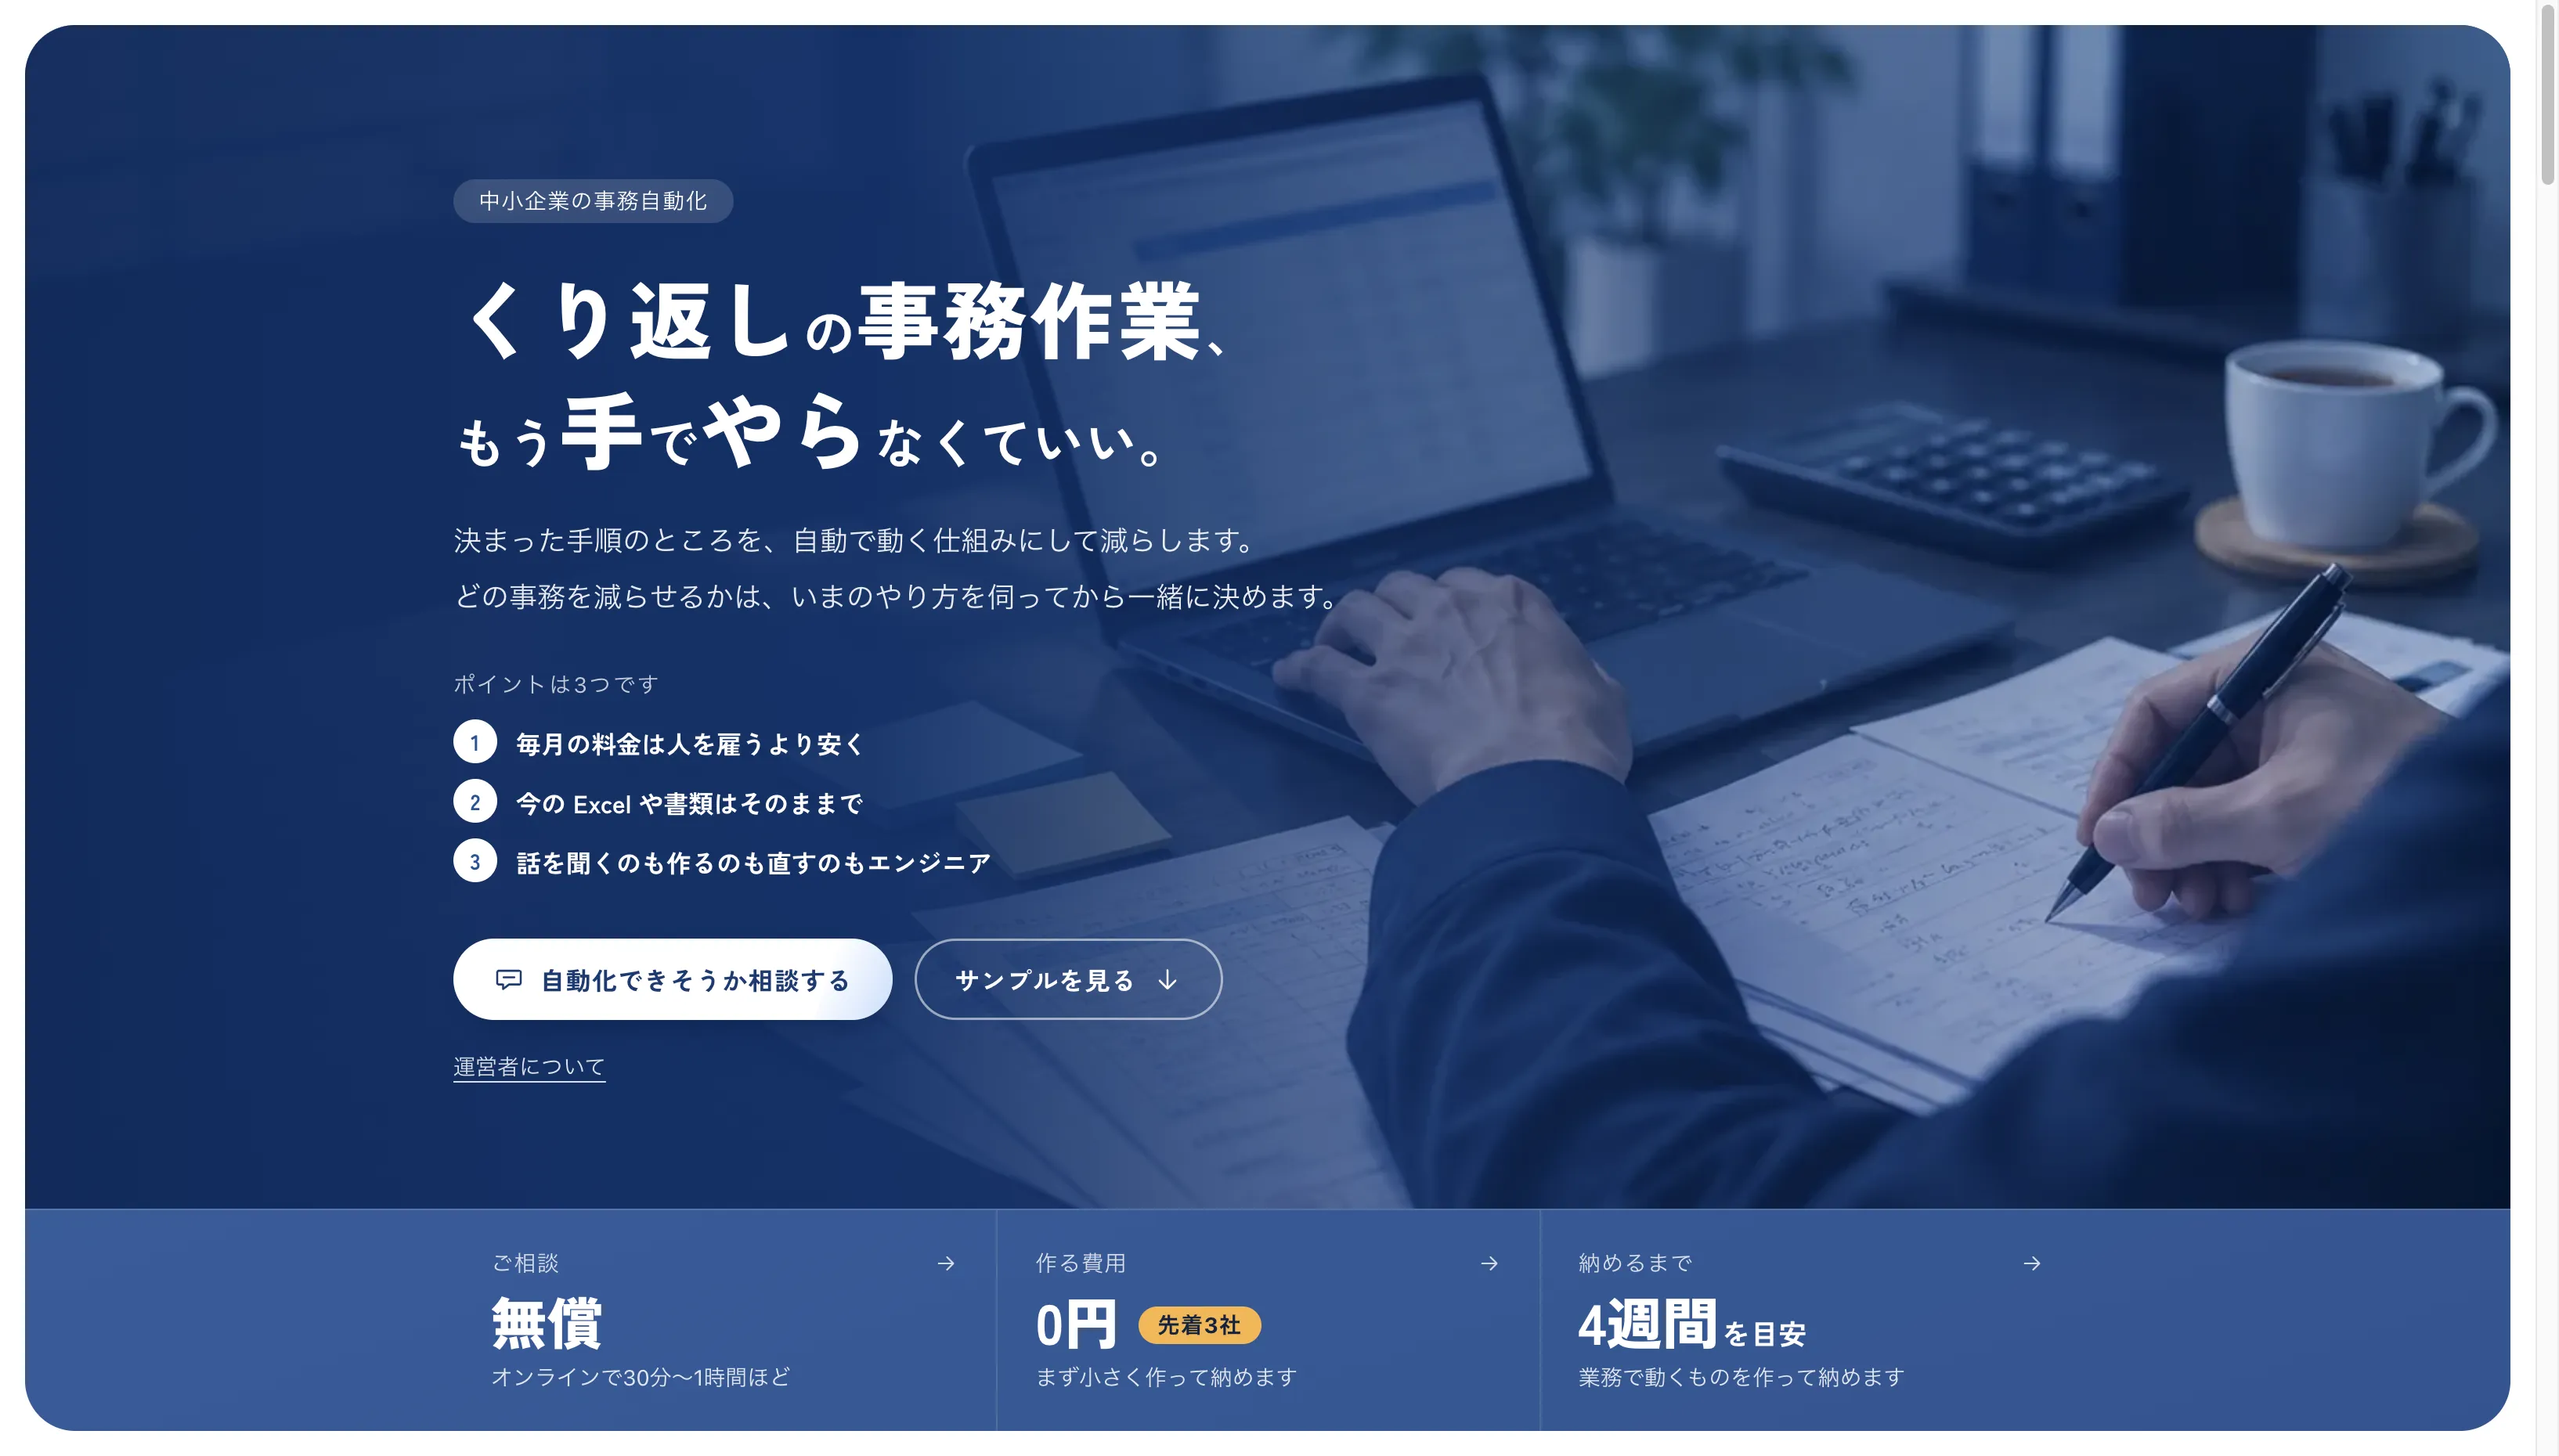 中小企業の事務自動化
くり返しの事務作業、
もう手でやらなくていい。
決まった手順のところを、自動で動く仕組みにして減らします。
どの事務を減らせるかは、いまのやり方を伺ってから一緒に決めます。
ポイントは3つです
1 毎月の料金は人を雇うより安く
2 今の Excel や書類はそのままで
3 話を聞くのも作るのも直すのもエンジニア
自動化できそうか相談する
サンプルを見る ↓
運営者について
ご相談 →
無償
オンラインで30分〜1時間ほど
作る費用 →
0円 先着3社
まず小さく作って納めます
納めるまで →
4週間を目安
業務で動くものを作って納めます